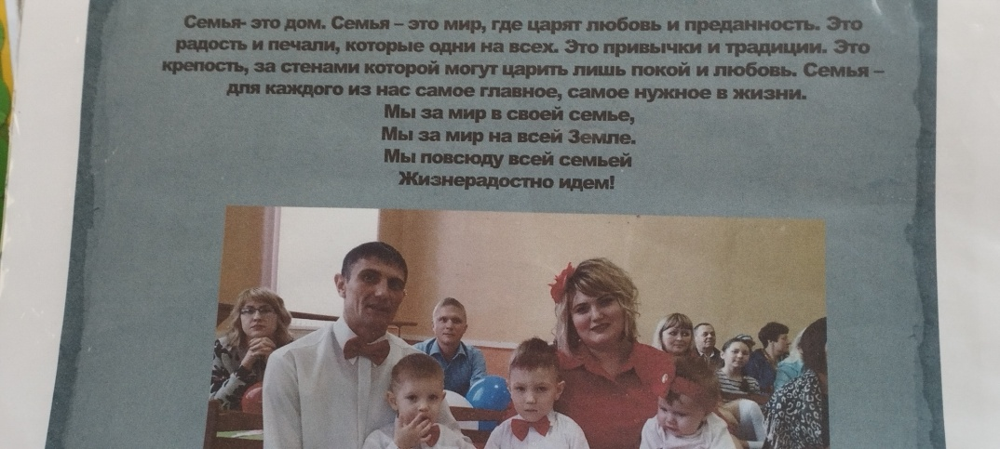 Семья- это дом. Семья – это мир, где царят любовь и преданность. Это
радость и печали, которые одни на всех. Это привычки и традиции. Это
крепость, за стенами которой могут царить лишь покой и любовь. Семья –
для каждого из нас самое главное, самое нужное в жизни.
Мы за мир в своей семье,
Мы за мир на всей Земле.
Мы повсюду всей семьей
Жизнерадостно идем!